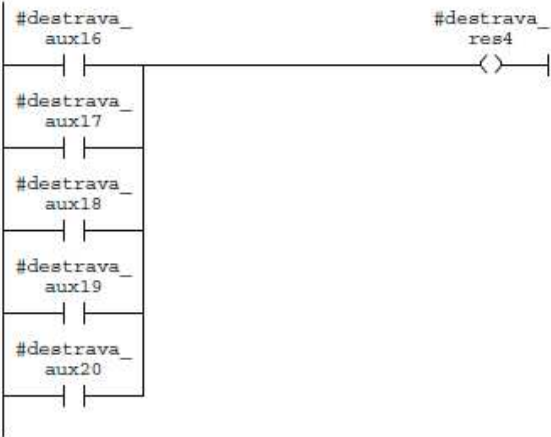 #destrava_
aux16
#destrava_
res4
#destrava_
aux17
#destrava_
aux18
#destrava_
aux19
#destrava_
aux20